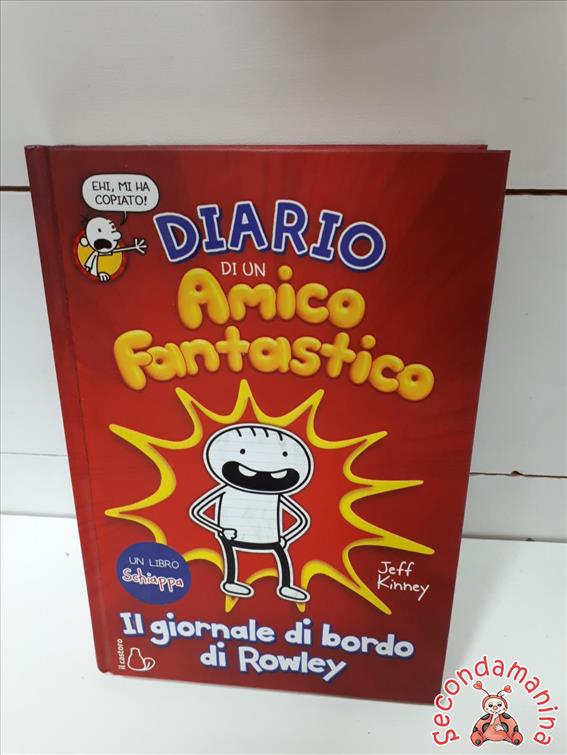 EHI, MI HA
COPIATO!
DIARIO
DI UN
Amico
Fantastico
UN LIBRO
Schiappa
Jeff
Kinney
Il giornale di bordo
di Rowley
il castoro
Secondamanina